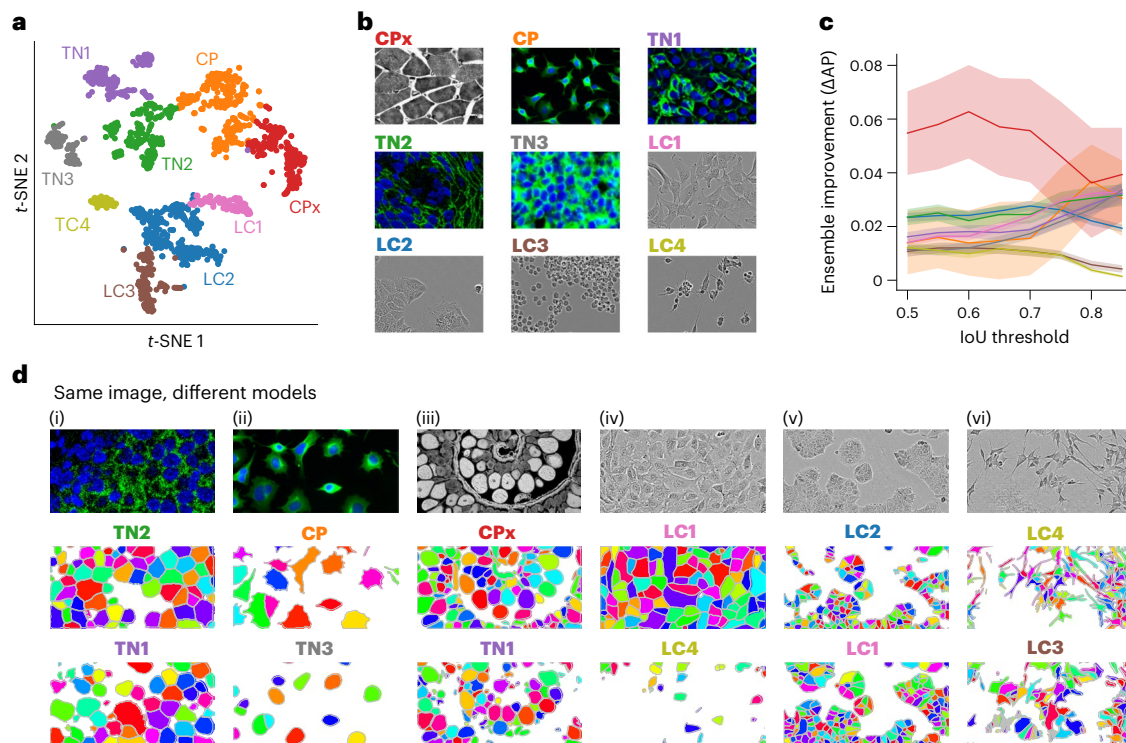 a
TN1
CP
TN2
TN3
CPx
TC4
LC1
LC2
LC3
t-SNE 2
t-SNE 1
b
CPx
CP
TN1
TN2
TN3
LC1
LC2
LC3
LC4
c
Ensemble improvement (ΔAP)
0.08
0.06
0.04
0.02
0
0.5
0.6
0.7
0.8
IoU threshold
d
Same image, different models
(i)
(ii)
(iii)
(iv)
(v)
(vi)
TN2
CP
CPx
LC1
LC2
LC4
TN1
TN3
TN1
LC4
LC1
LC3